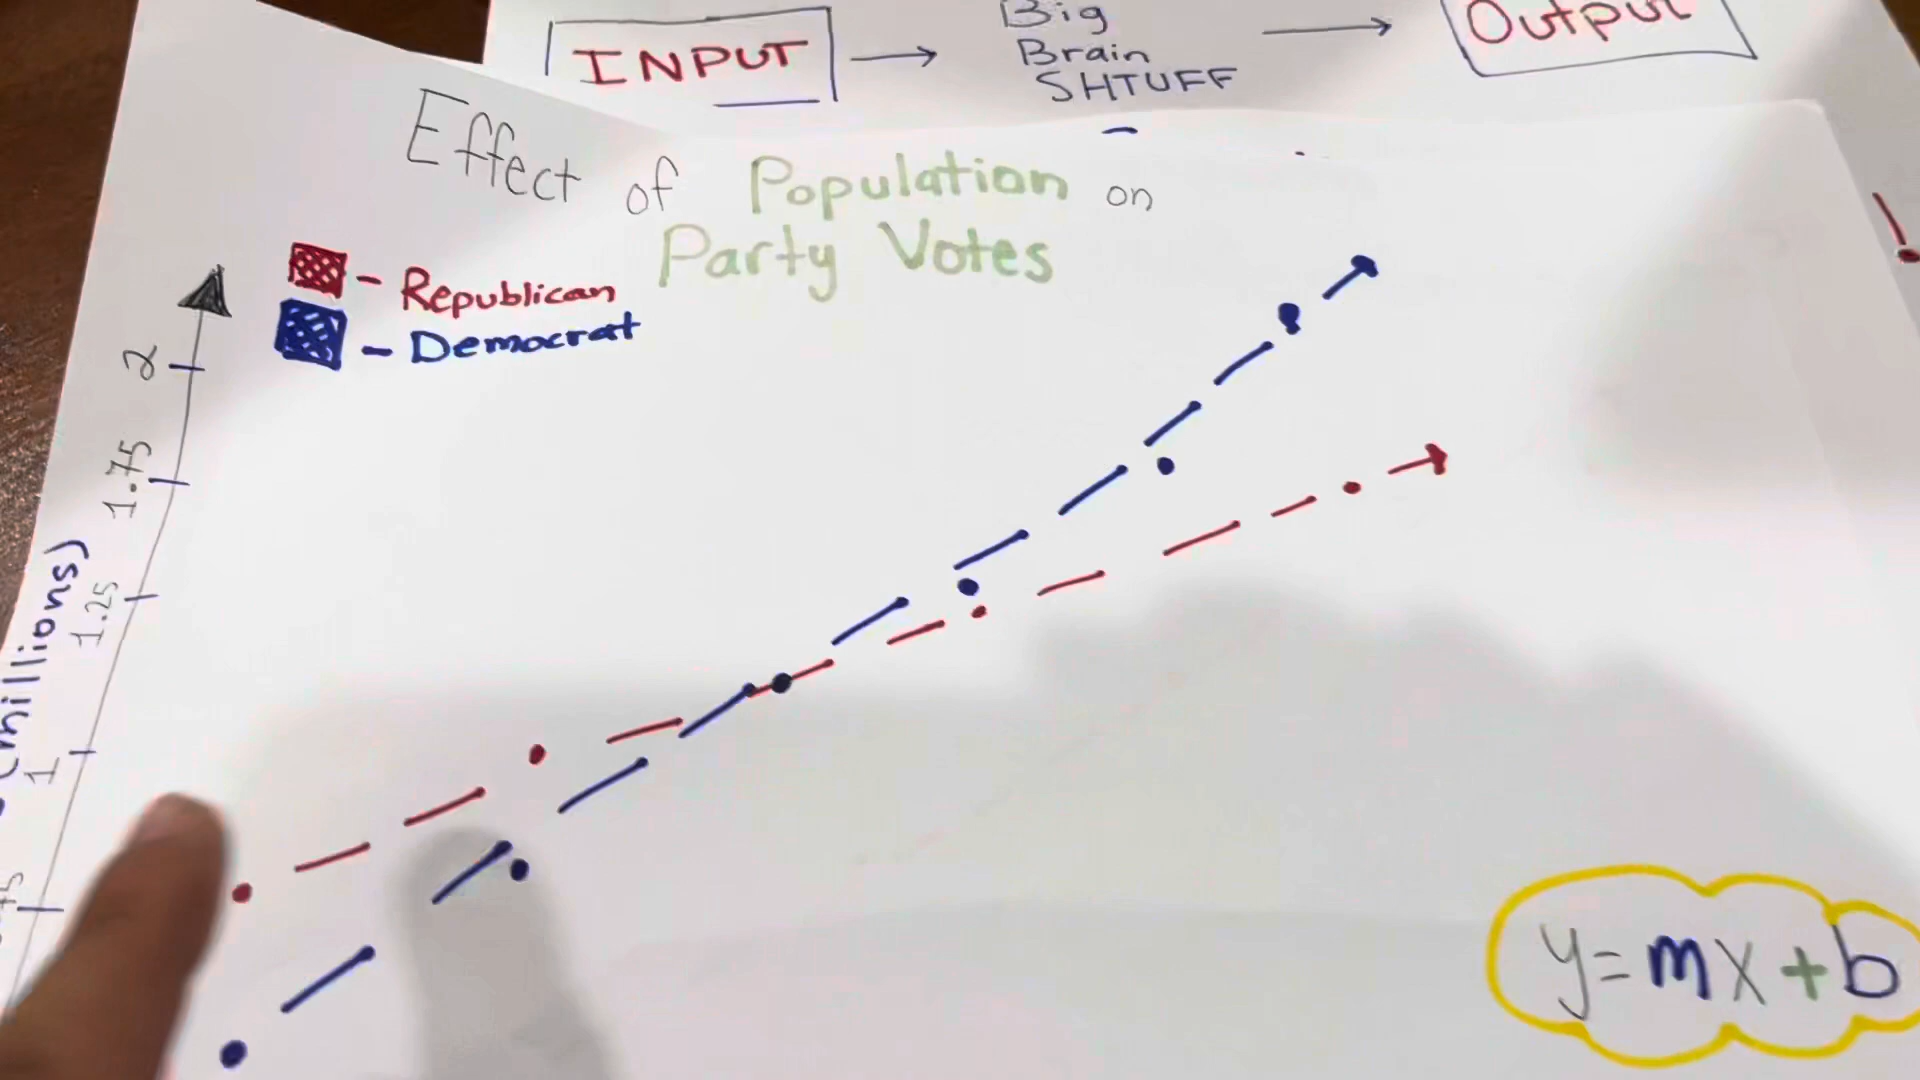 INPUT
Big
Brain
SHTUFF
Output
Effect of Population on
Party Votes
- Republican
- Democrat
2
1.75
1.25
1
(millions)
y=mx+b